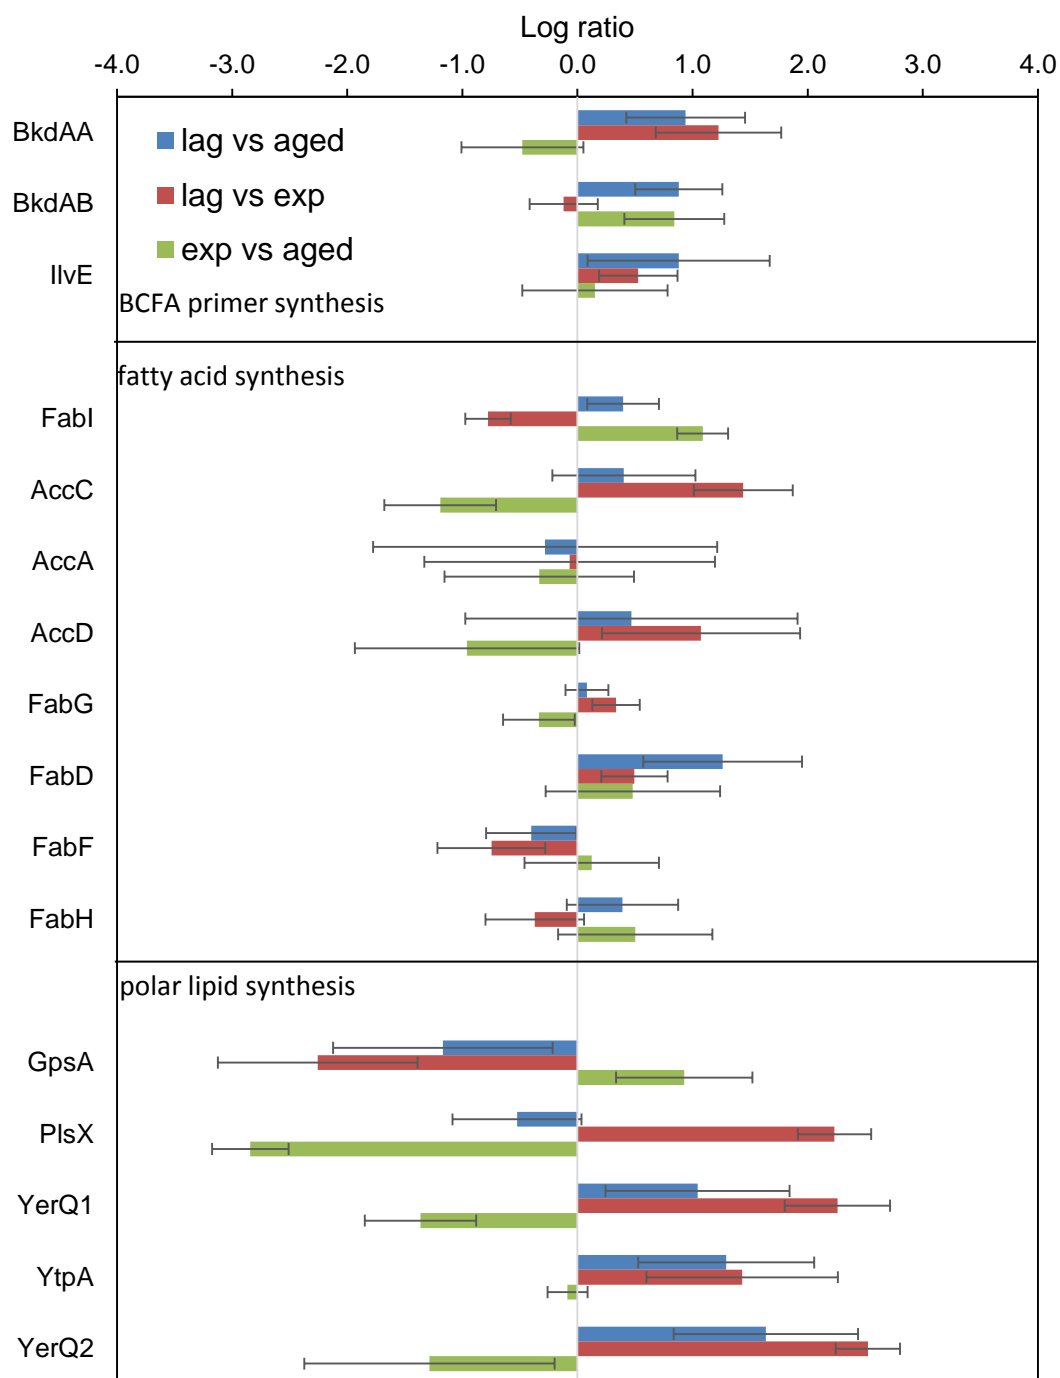 Log ratio
-4.0 -3.0 -2.0 -1.0 0.0 1.0 2.0 3.0 4.0
BkdAA
lag vs aged
BkdAB
lag vs exp
exp vs aged
IlvE
BCFA primer synthesis
fatty acid synthesis
FabI
AccC
AccA
AccD
FabG
FabD
FabF
FabH
polar lipid synthesis
GpsA
PlsX
YerQ1
YtpA
YerQ2